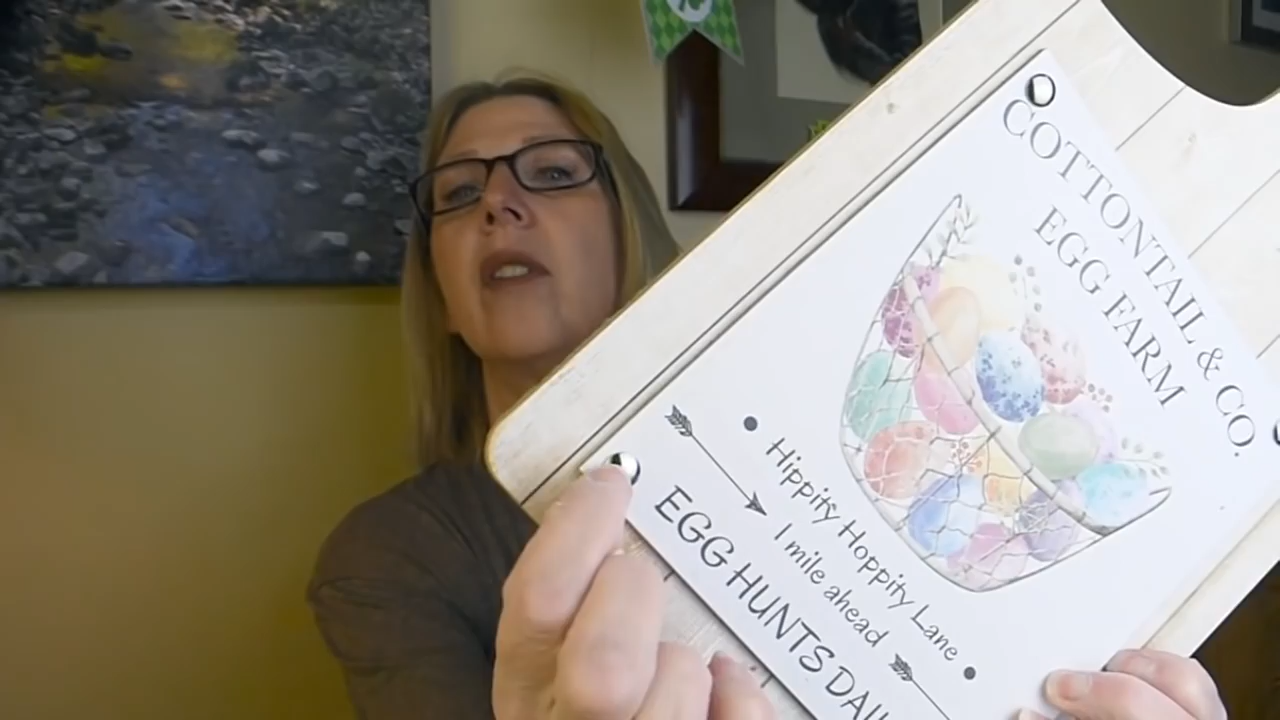 COTTONTAIL & CO.
EGG FARM
Hippity Hoppity Lane
1 mile ahead
EGG HUNTS